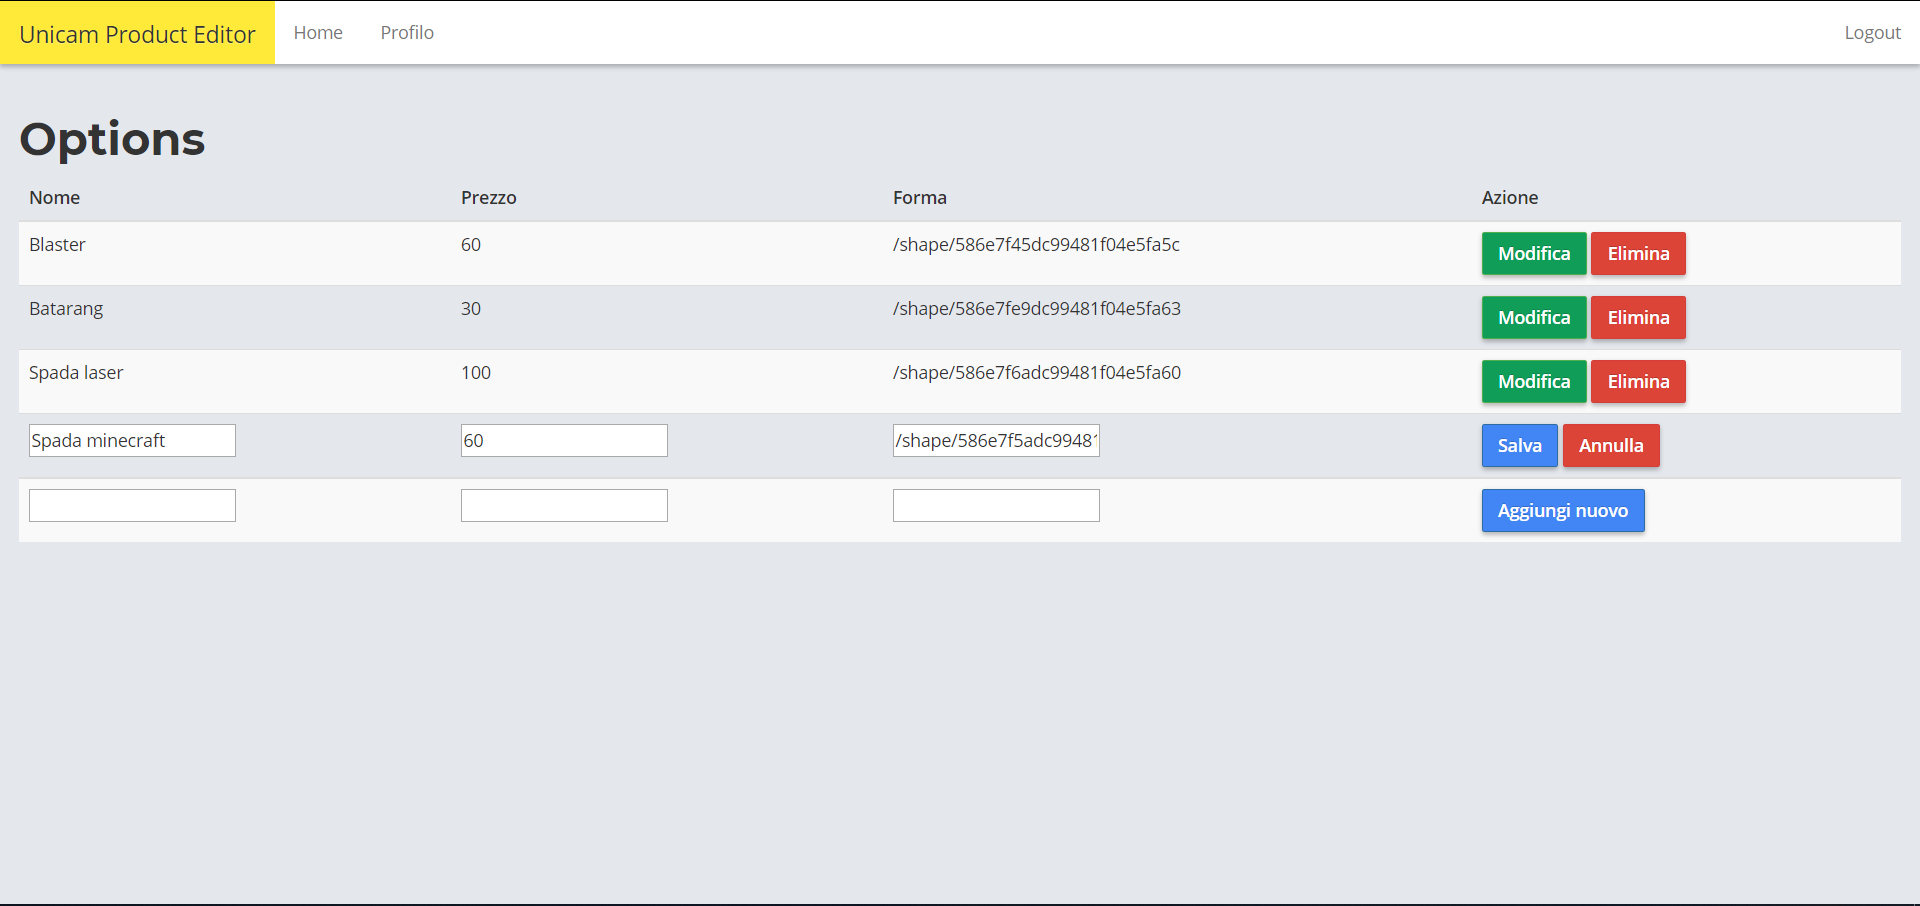 Unicam Product Editor Home Profilo Logout
Options
Nome Prezzo Forma Azione
Blaster 60 /shape/586e7f45dc99481f04e5fa5c Modifica Elimina
Batarang 30 /shape/586e7fe9dc99481f04e5fa63 Modifica Elimina
Spada laser 100 /shape/586e7f6adc99481f04e5fa60 Modifica Elimina
Spada minecraft 60 /shape/586e7f5adc99481 Salva Annulla
Aggiungi nuovo